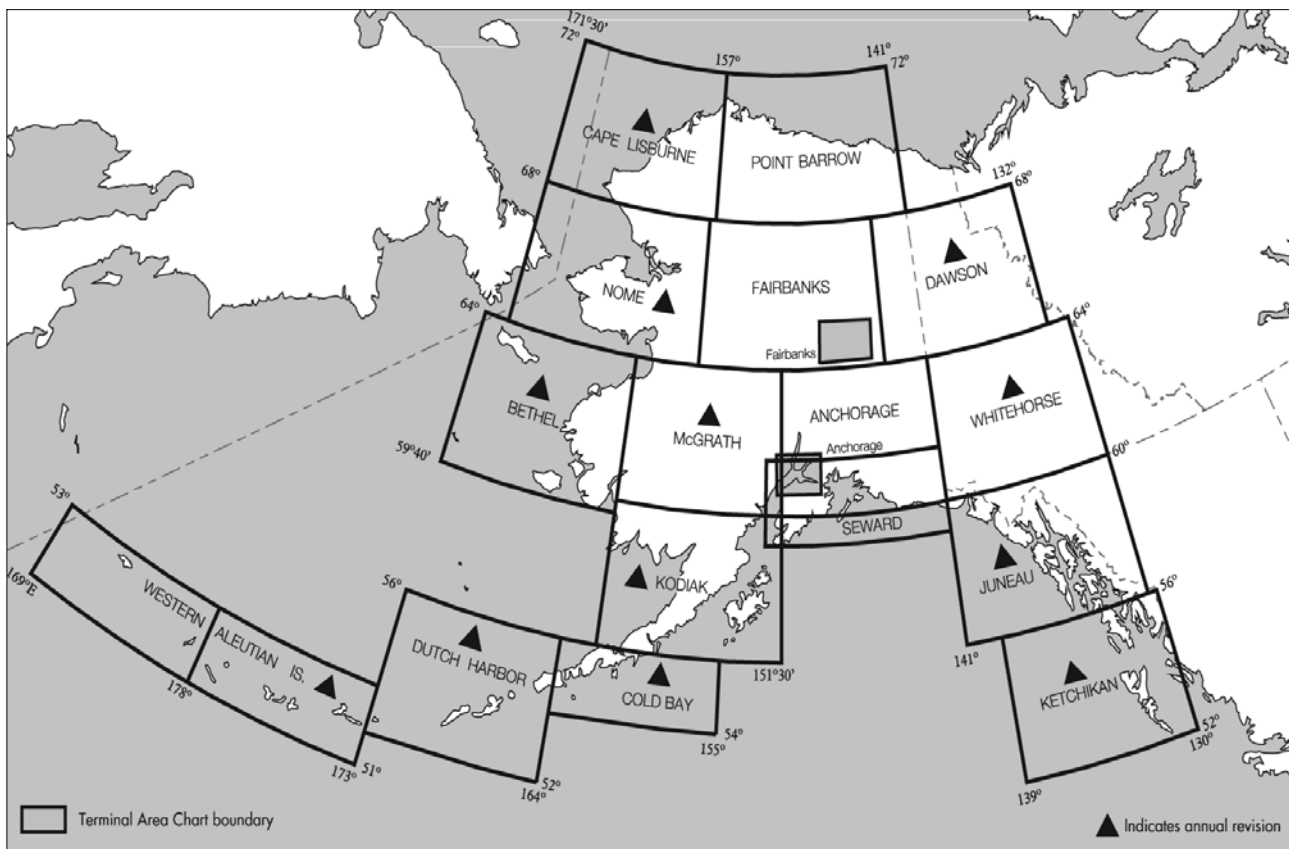 171°30'
72°
157°
141°
72°
CAPE LISBURNE
POINT BARROW
68°
132°
68°
NOME
FAIRBANKS
DAWSON
64°
64°
Fairbanks
BETHEL
McGRATH
ANCHORAGE
WHITEHORSE
Anchorage
59°40'
60°
53°
SEWARD
169°E
WESTERN ALEUTIAN IS.
56°
KODIAK
JUNEAU
56°
DUTCH HARBOR
141°
151°30'
178°
COLD BAY
KETCHIKAN
54°
155°
52°
130°
173°
51°
52°
164°
139°
Terminal Area Chart boundary
Indicates annual revision